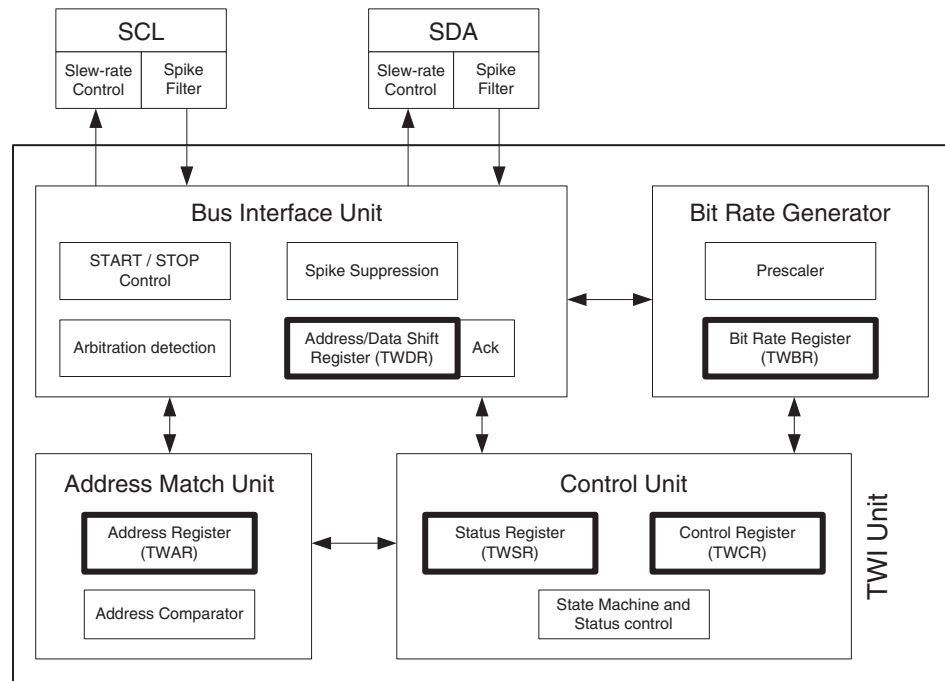 SCL
Slew-rate
Control
Spike
Filter
SDA
Slew-rate
Control
Spike
Filter
Bus Interface Unit
START / STOP
Control
Spike Suppression
Arbitration detection
Address/Data Shift
Register (TWDR)
Ack
Bit Rate Generator
Prescaler
Bit Rate Register
(TWBR)
Address Match Unit
Address Register
(TWAR)
Address Comparator
Control Unit
Status Register
(TWSR)
Control Register
(TWCR)
State Machine and
Status control
TWI Unit